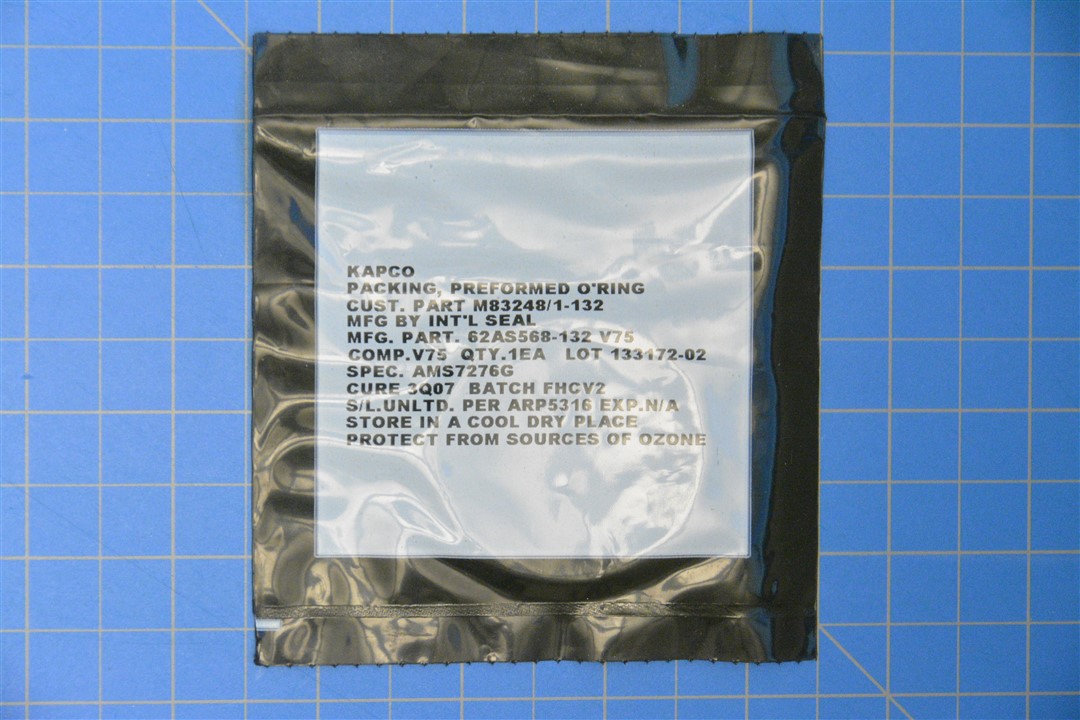 KAPCO
PACKING, PREFORMED O'RING
CUST. PART M83248/1-132
MFG BY INT'L SEAL
MFG. PART. 62AS568-132 V75
COMP.V75 QTY.1EA LOT 133172-02
SPEC. AMS7276G
CURE 3Q07 BATCH FHCV2
S/L.UNLTD. PER ARP5316 EXP.N/A
STORE IN A COOL DRY PLACE
PROTECT FROM SOURCES OF OZONE